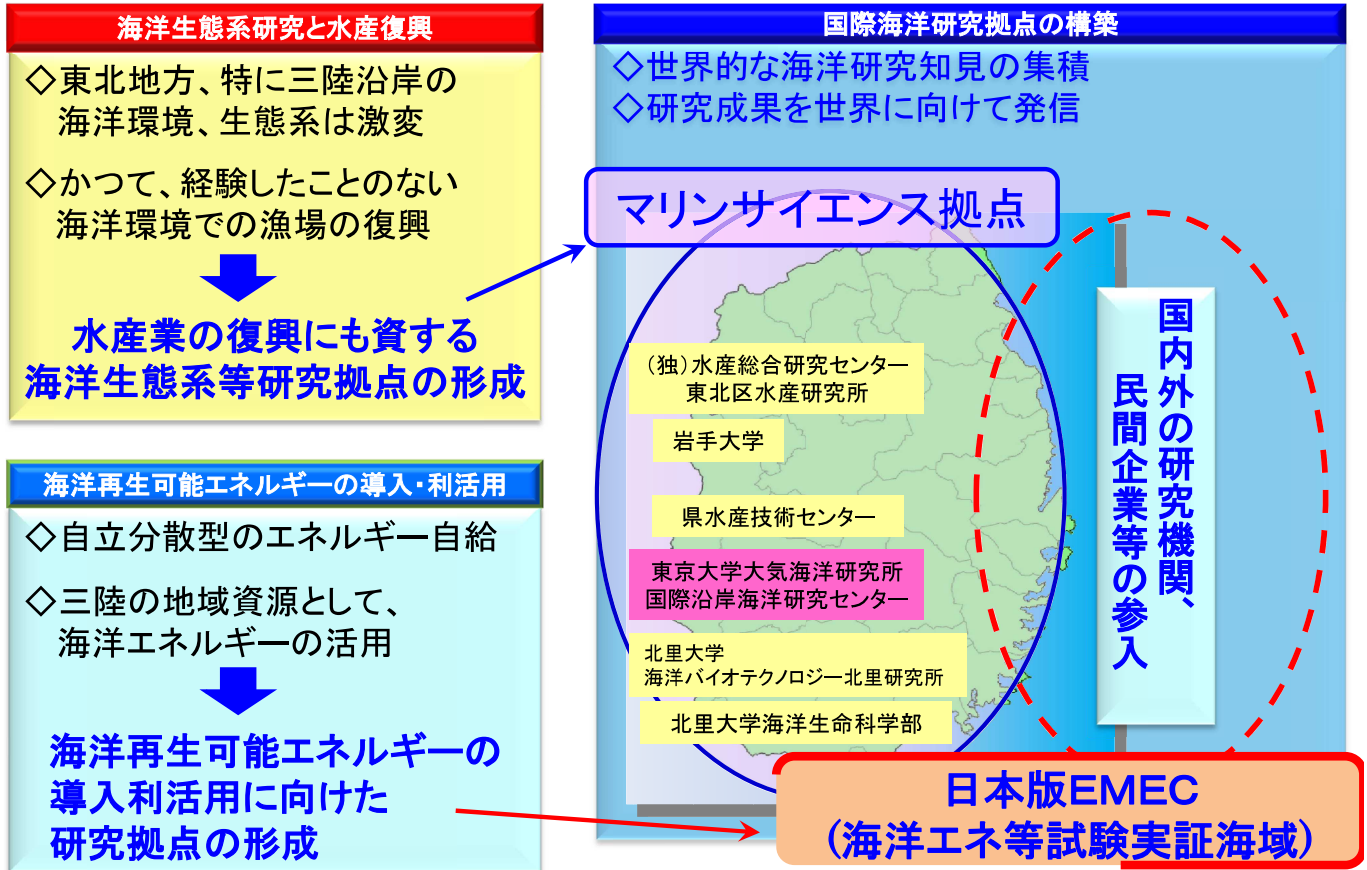 海洋生態系研究と水産復興
◇東北地方、特に三陸沿岸の
海洋環境、生態系は激変
◇かつて、経験したことのない
海洋環境での漁場の復興
水産業の復興にも資する
海洋生態系等研究拠点の形成
海洋再生可能エネルギーの導入・利活用
◇自立分散型のエネルギー自給
◇三陸の地域資源として、
海洋エネルギーの活用
海洋再生可能エネルギーの
導入利活用に向けた
研究拠点の形成
国際海洋研究拠点の構築
◇世界的な海洋研究知見の集積
◇研究成果を世界に向けて発信
マリンサイエンス拠点
（独）水産総合研究センター
東北区水産研究所
岩手大学
県水産技術センター
東京大学大気海洋研究所
国際沿岸海洋研究センター
北里大学
海洋バイオテクノロジー北里研究所
北里大学海洋生命科学部
国内外の研究機関、
民間企業等の参入
日本版ＥＭＥＣ
(海洋エネ等試験実証海域)